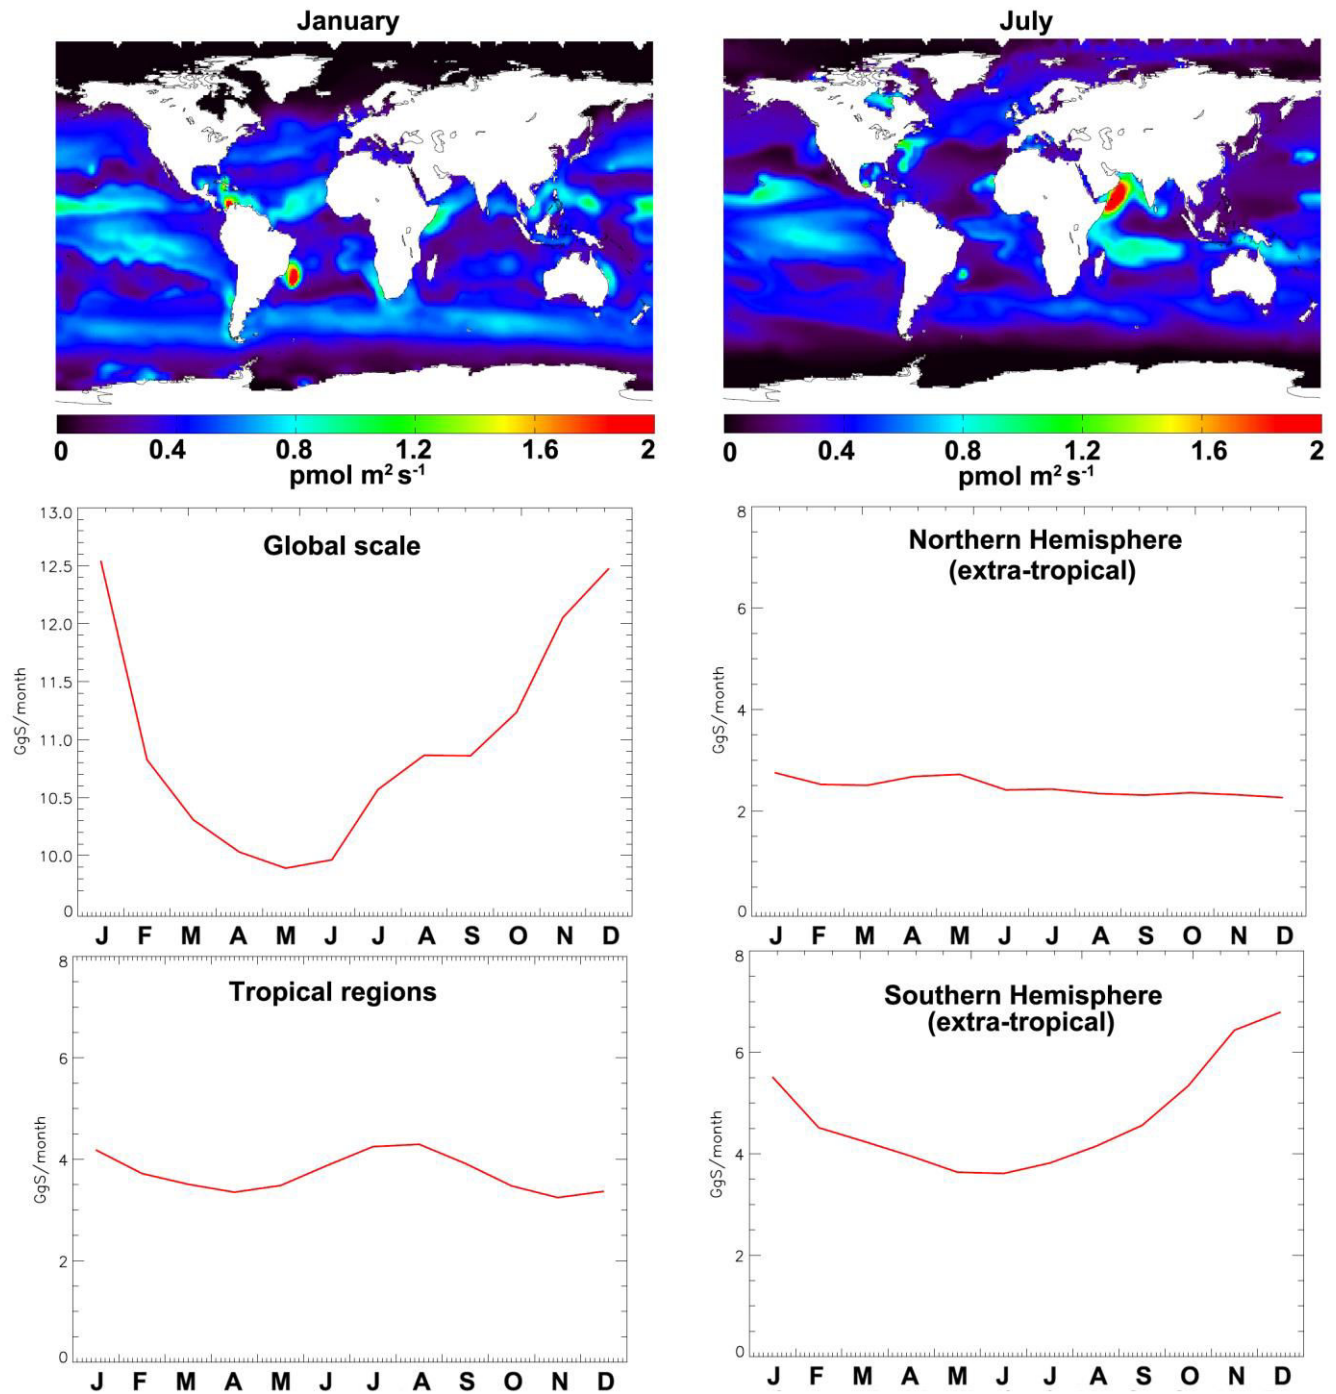 January
July
0 0.4 0.8 1.2 1.6 2
pmol m² s⁻¹
0 0.4 0.8 1.2 1.6 2
pmol m² s⁻¹
Global scale
13.0
12.5
12.0
11.5
11.0
10.5
10.0
0
GgS/month
J F M A M J J A S O N D
Northern Hemisphere
(extra-tropical)
8
6
4
2
0
GgS/month
J F M A M J J A S O N D
Tropical regions
8
6
4
2
0
GgS/month
J F M A M J J A S O N D
Southern Hemisphere
(extra-tropical)
8
6
4
2
0
GgS/month
J F M A M J J A S O N D